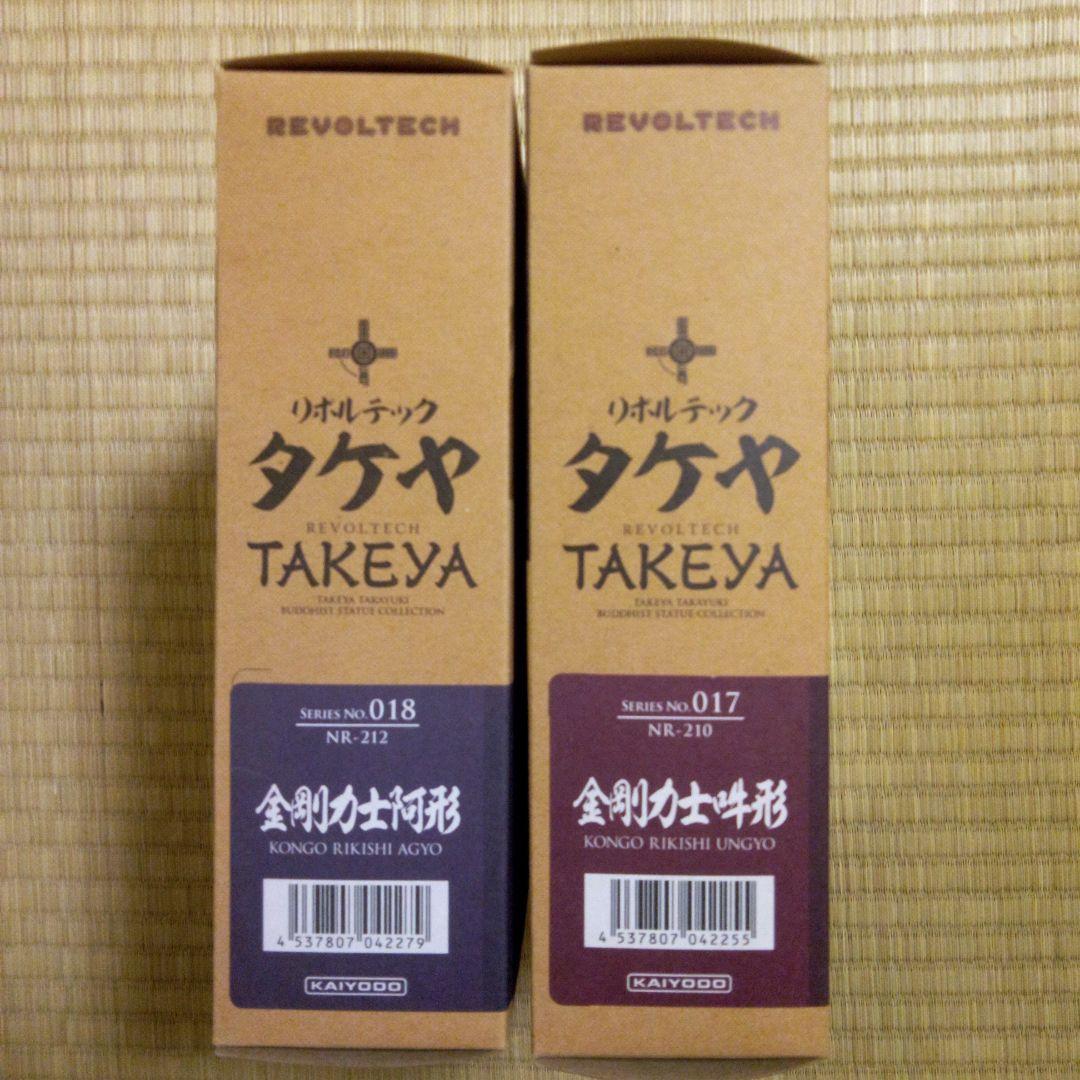 REVOLTECH
リボルテック
タケヤ
REVOLTECH
TAKEYA
TAKEYA TAKAYUKI
BUDDHIST STATUE COLLECTION
SERIES No.018
NR-212
金剛力士阿形
KONGO RIKISHI AGYO
4 537807 042279
KAIYODO
REVOLTECH
リボルテック
タケヤ
REVOLTECH
TAKEYA
TAKEYA TAKAYUKI
BUDDHIST STATUE COLLECTION
SERIES No.017
NR-210
金剛力士吽形
KONGO RIKISHI UNGYO
4 537807 042255
KAIYODO